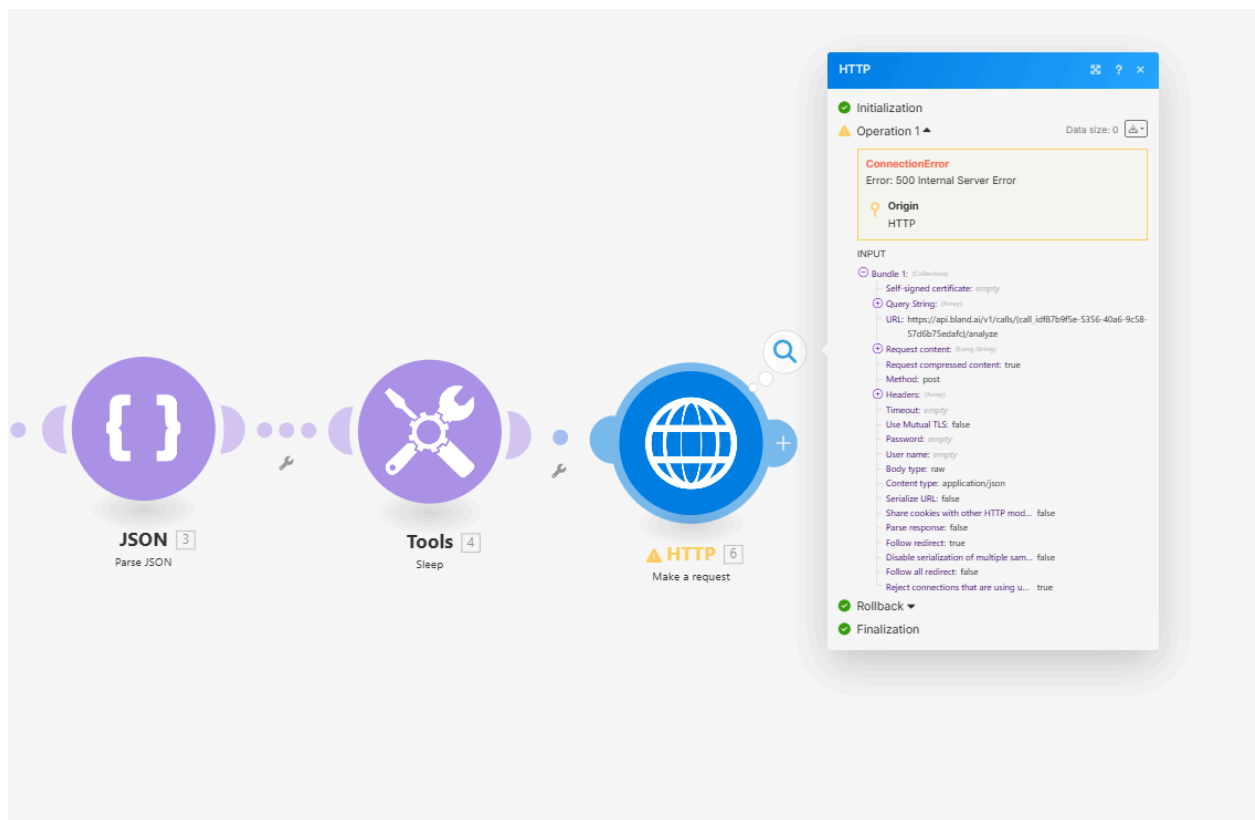 HTTP
?
×
Initialization
Operation 1
Data size: 0
ConnectionError
Error: 500 Internal Server Error
Origin
HTTP
INPUT
Bundle 1: (Collection)
Self-signed certificate: empty
Query String: (Array)
URL: https://api.bland.ai/v1/calls/{call_idf87b9f5e-5356-40a6-9c58-
57d6b75edafc}/analyze
Request content: (Long String)
Request compressed content: true
Method: post
Headers: (Array)
Timeout: empty
Use Mutual TLS: false
Password: empty
User name: empty
Body type: raw
Content type: application/json
Serialize URL: false
Share cookies with other HTTP mod... false
Parse response: false
Follow redirect: true
Disable serialization of multiple sam... false
Follow all redirect: false
Reject connections that are using u... true
Rollback
Finalization
{ }
JSON 3
Parse JSON
Tools 4
Sleep
HTTP 6
Make a request